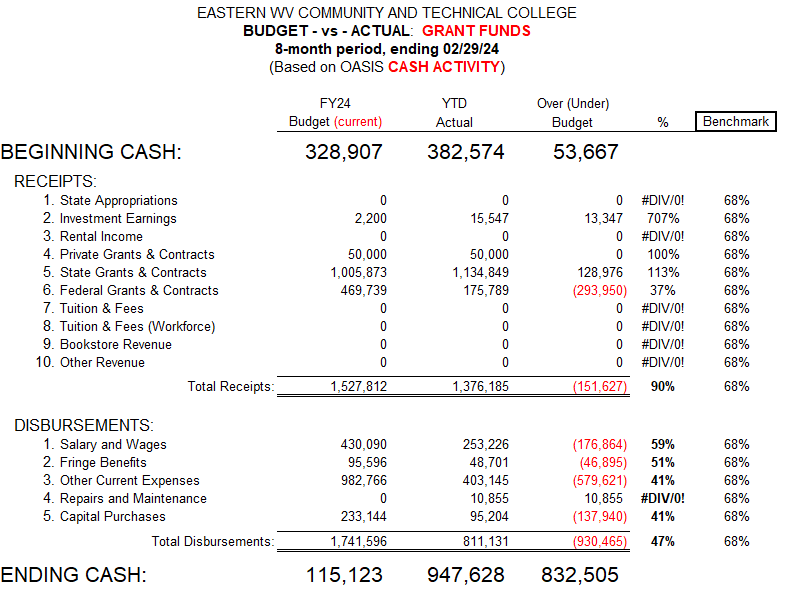 EASTERN WV COMMUNITY AND TECHNICAL COLLEGE
BUDGET - vs - ACTUAL: GRANT FUNDS
8-month period, ending 02/29/24
(Based on OASIS CASH ACTIVITY)
FY24 YTD Over (Under)
Budget (current) Actual Budget % Benchmark
BEGINNING CASH: 328,907 382,574 53,667
RECEIPTS:
1. State Appropriations 0 0 0 #DIV/0! 68%
2. Investment Earnings 2,200 15,547 13,347 707% 68%
3. Rental Income 0 0 0 #DIV/0! 68%
4. Private Grants & Contracts 50,000 50,000 0 100% 68%
5. State Grants & Contracts 1,005,873 1,134,849 128,976 113% 68%
6. Federal Grants & Contracts 469,739 175,789 (293,950) 37% 68%
7. Tuition & Fees 0 0 0 #DIV/0! 68%
8. Tuition & Fees (Workforce) 0 0 0 #DIV/0! 68%
9. Bookstore Revenue 0 0 0 #DIV/0! 68%
10. Other Revenue 0 0 0 #DIV/0! 68%
Total Receipts: 1,527,812 1,376,185 (151,627) 90% 68%
DISBURSEMENTS:
1. Salary and Wages 430,090 253,226 (176,864) 59% 68%
2. Fringe Benefits 95,596 48,701 (46,895) 51% 68%
3. Other Current Expenses 982,766 403,145 (579,621) 41% 68%
4. Repairs and Maintenance 0 10,855 10,855 #DIV/0! 68%
5. Capital Purchases 233,144 95,204 (137,940) 41% 68%
Total Disbursements: 1,741,596 811,131 (930,465) 47% 68%
ENDING CASH: 115,123 947,628 832,505